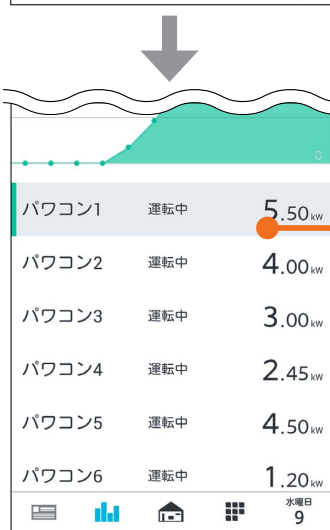 0
パワコン1 運転中 5.50kw
パワコン2 運転中 4.00kw
パワコン3 運転中 3.00kw
パワコン4 運転中 2.45kw
パワコン5 運転中 4.50kw
パワコン6 運転中 1.20kw
水曜日
9